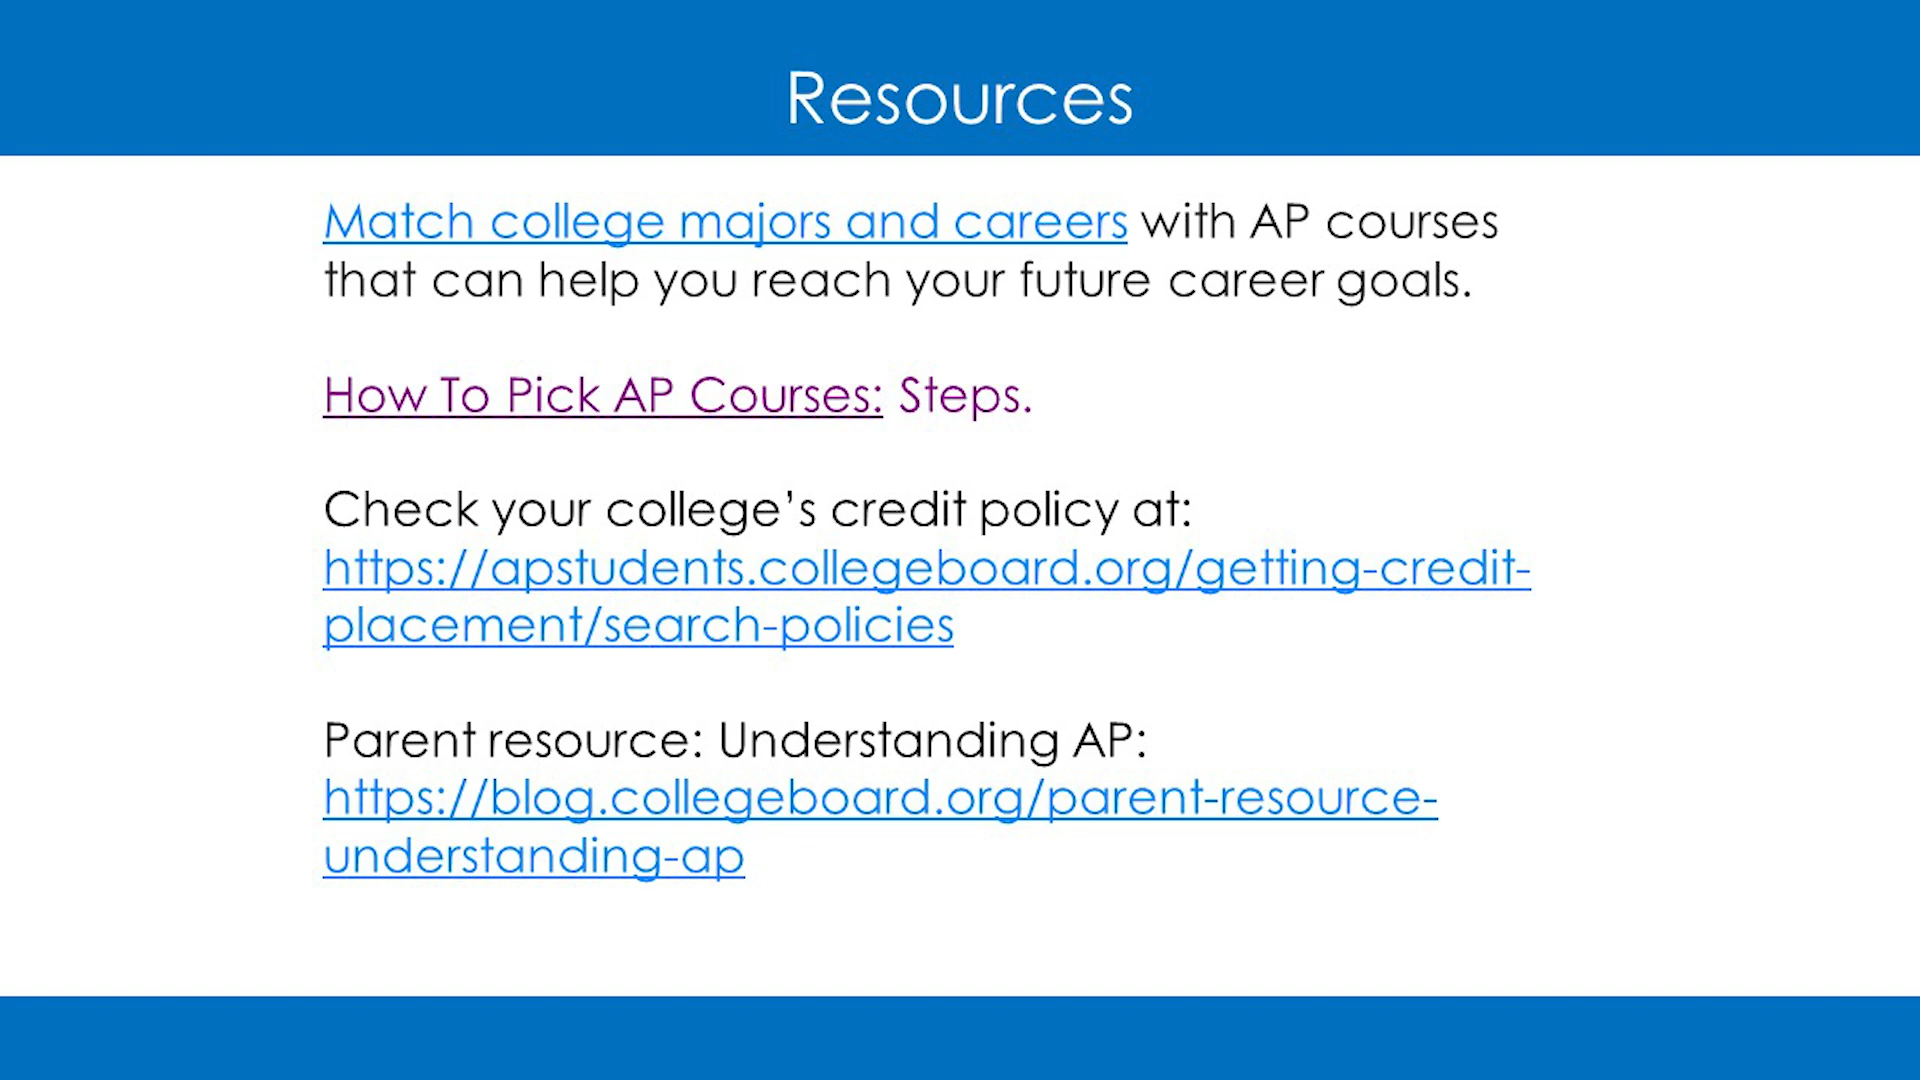 Resources
Match college majors and careers with AP courses
that can help you reach your future career goals.
How To Pick AP Courses: Steps.
Check your college’s credit policy at:
https://apstudents.collegeboard.org/getting-credit-
placement/search-policies
Parent resource: Understanding AP:
https://blog.collegeboard.org/parent-resource-
understanding-ap